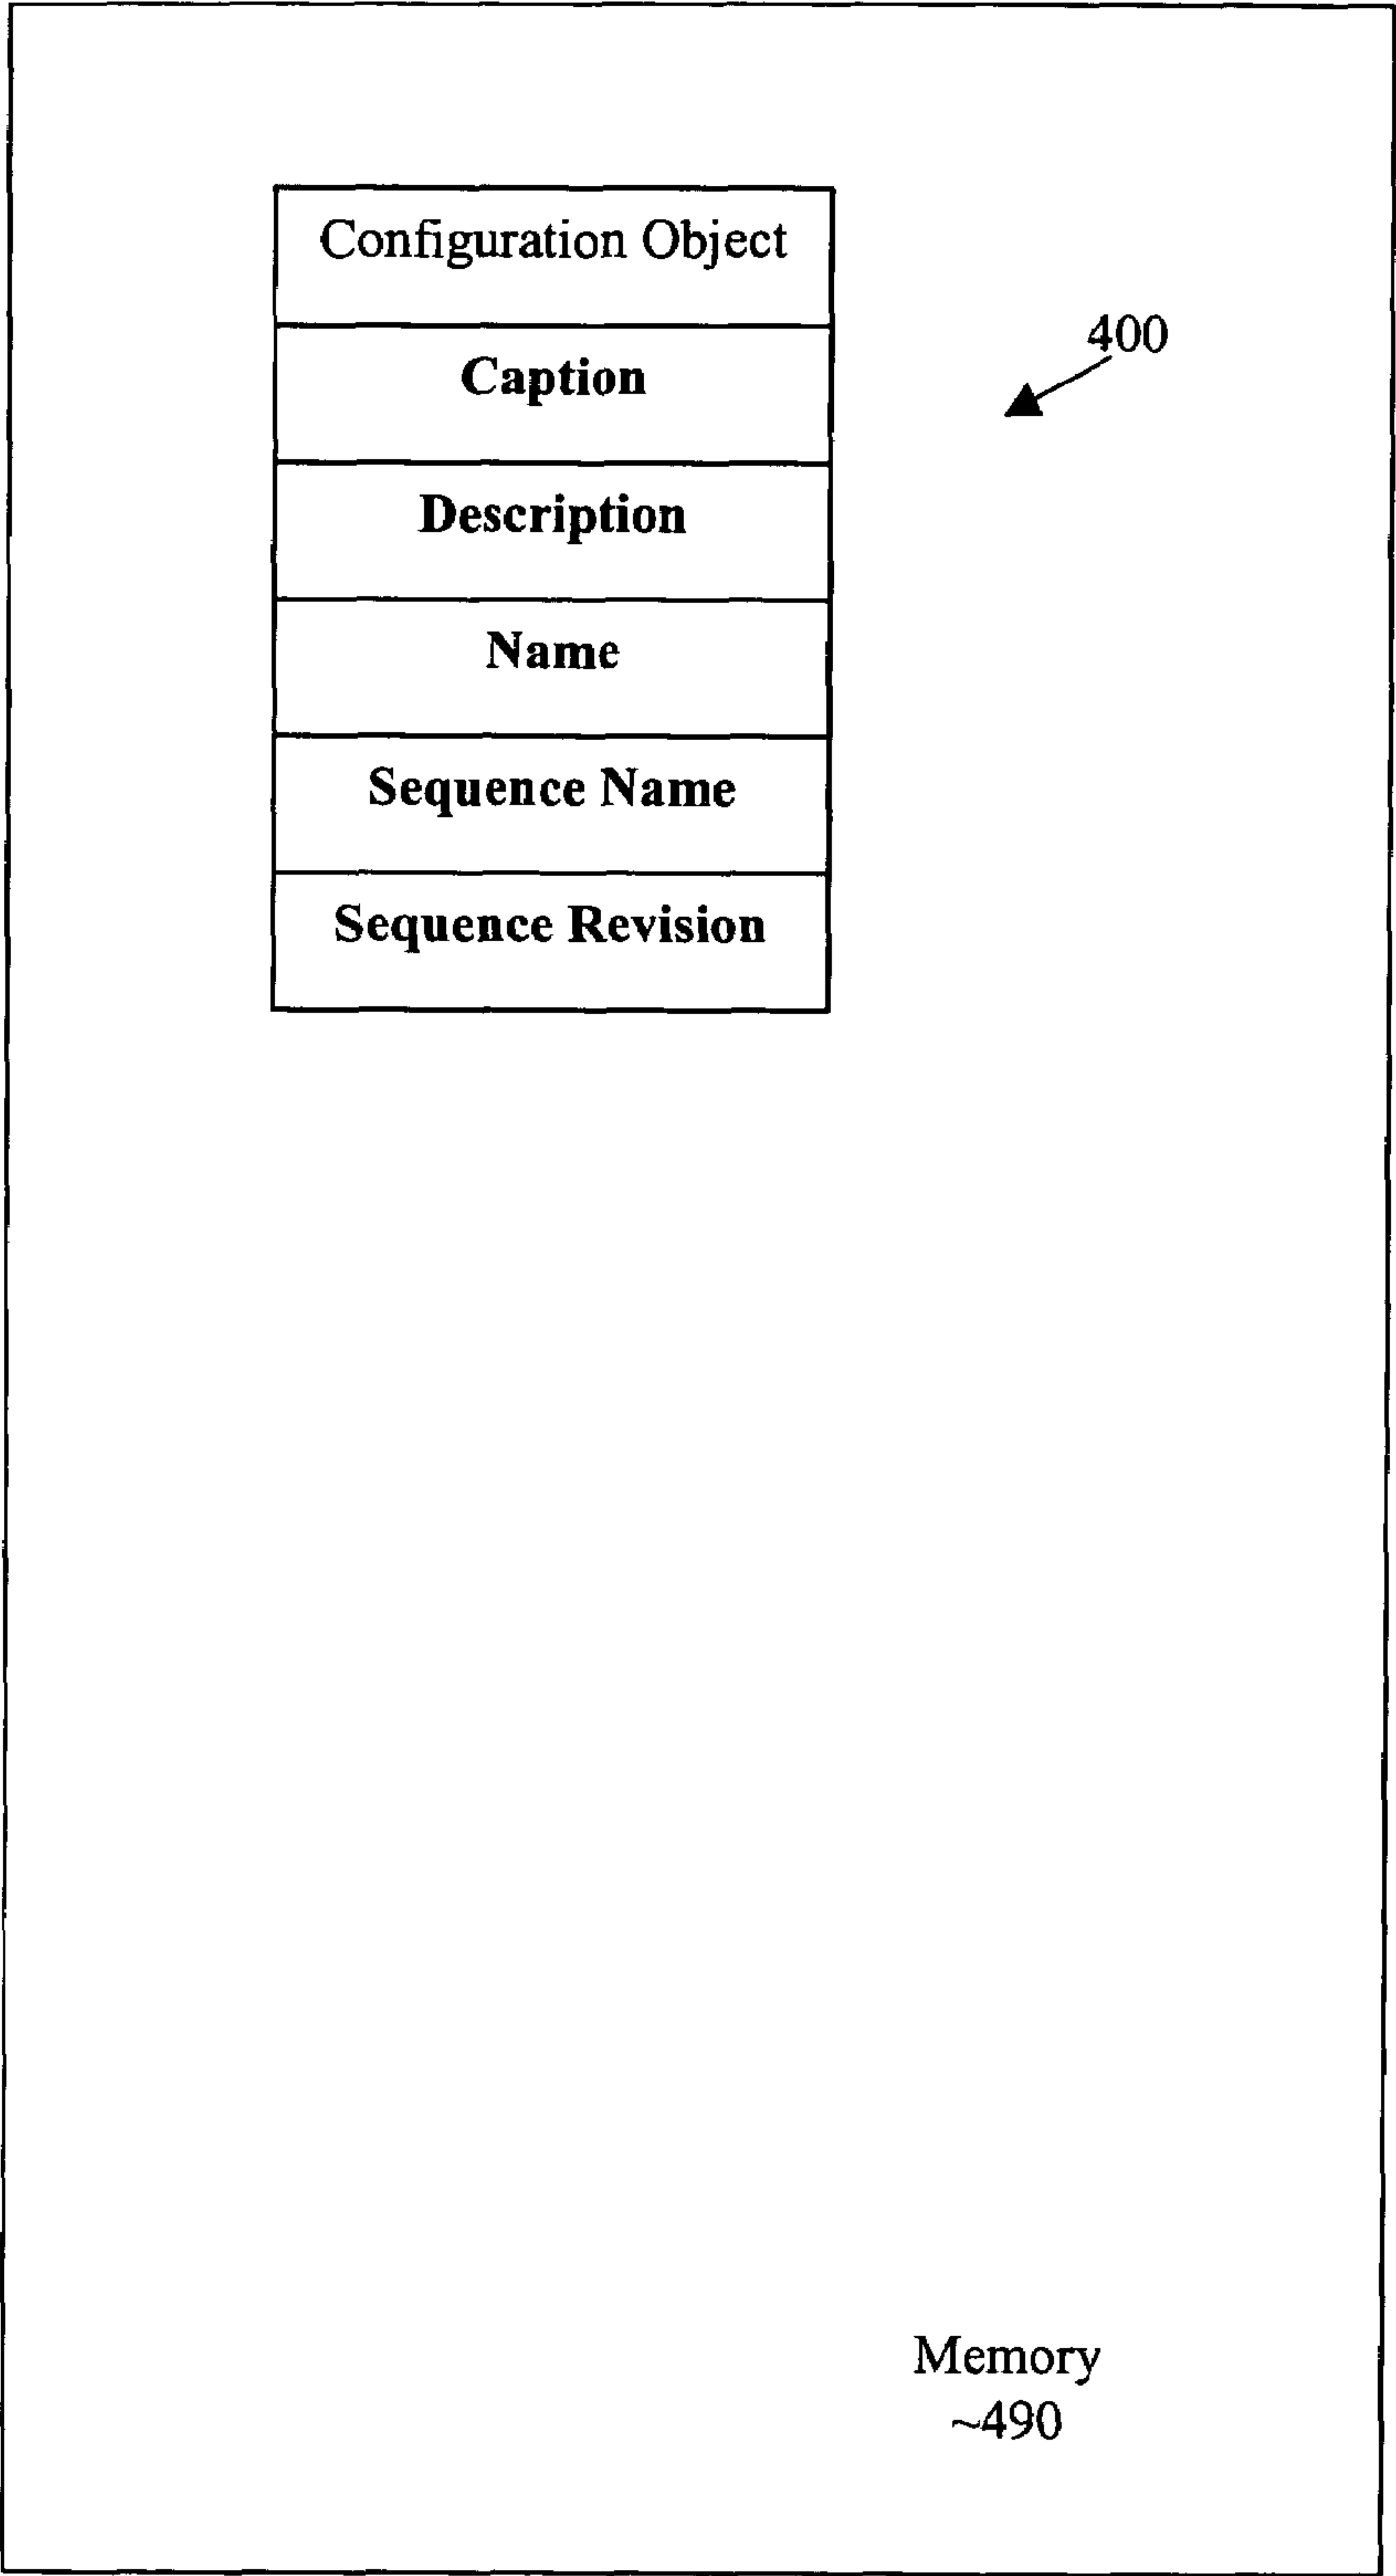 Configuration Object
Caption
400
Description
Name
Sequence Name
Sequence Revision
Memory
~490